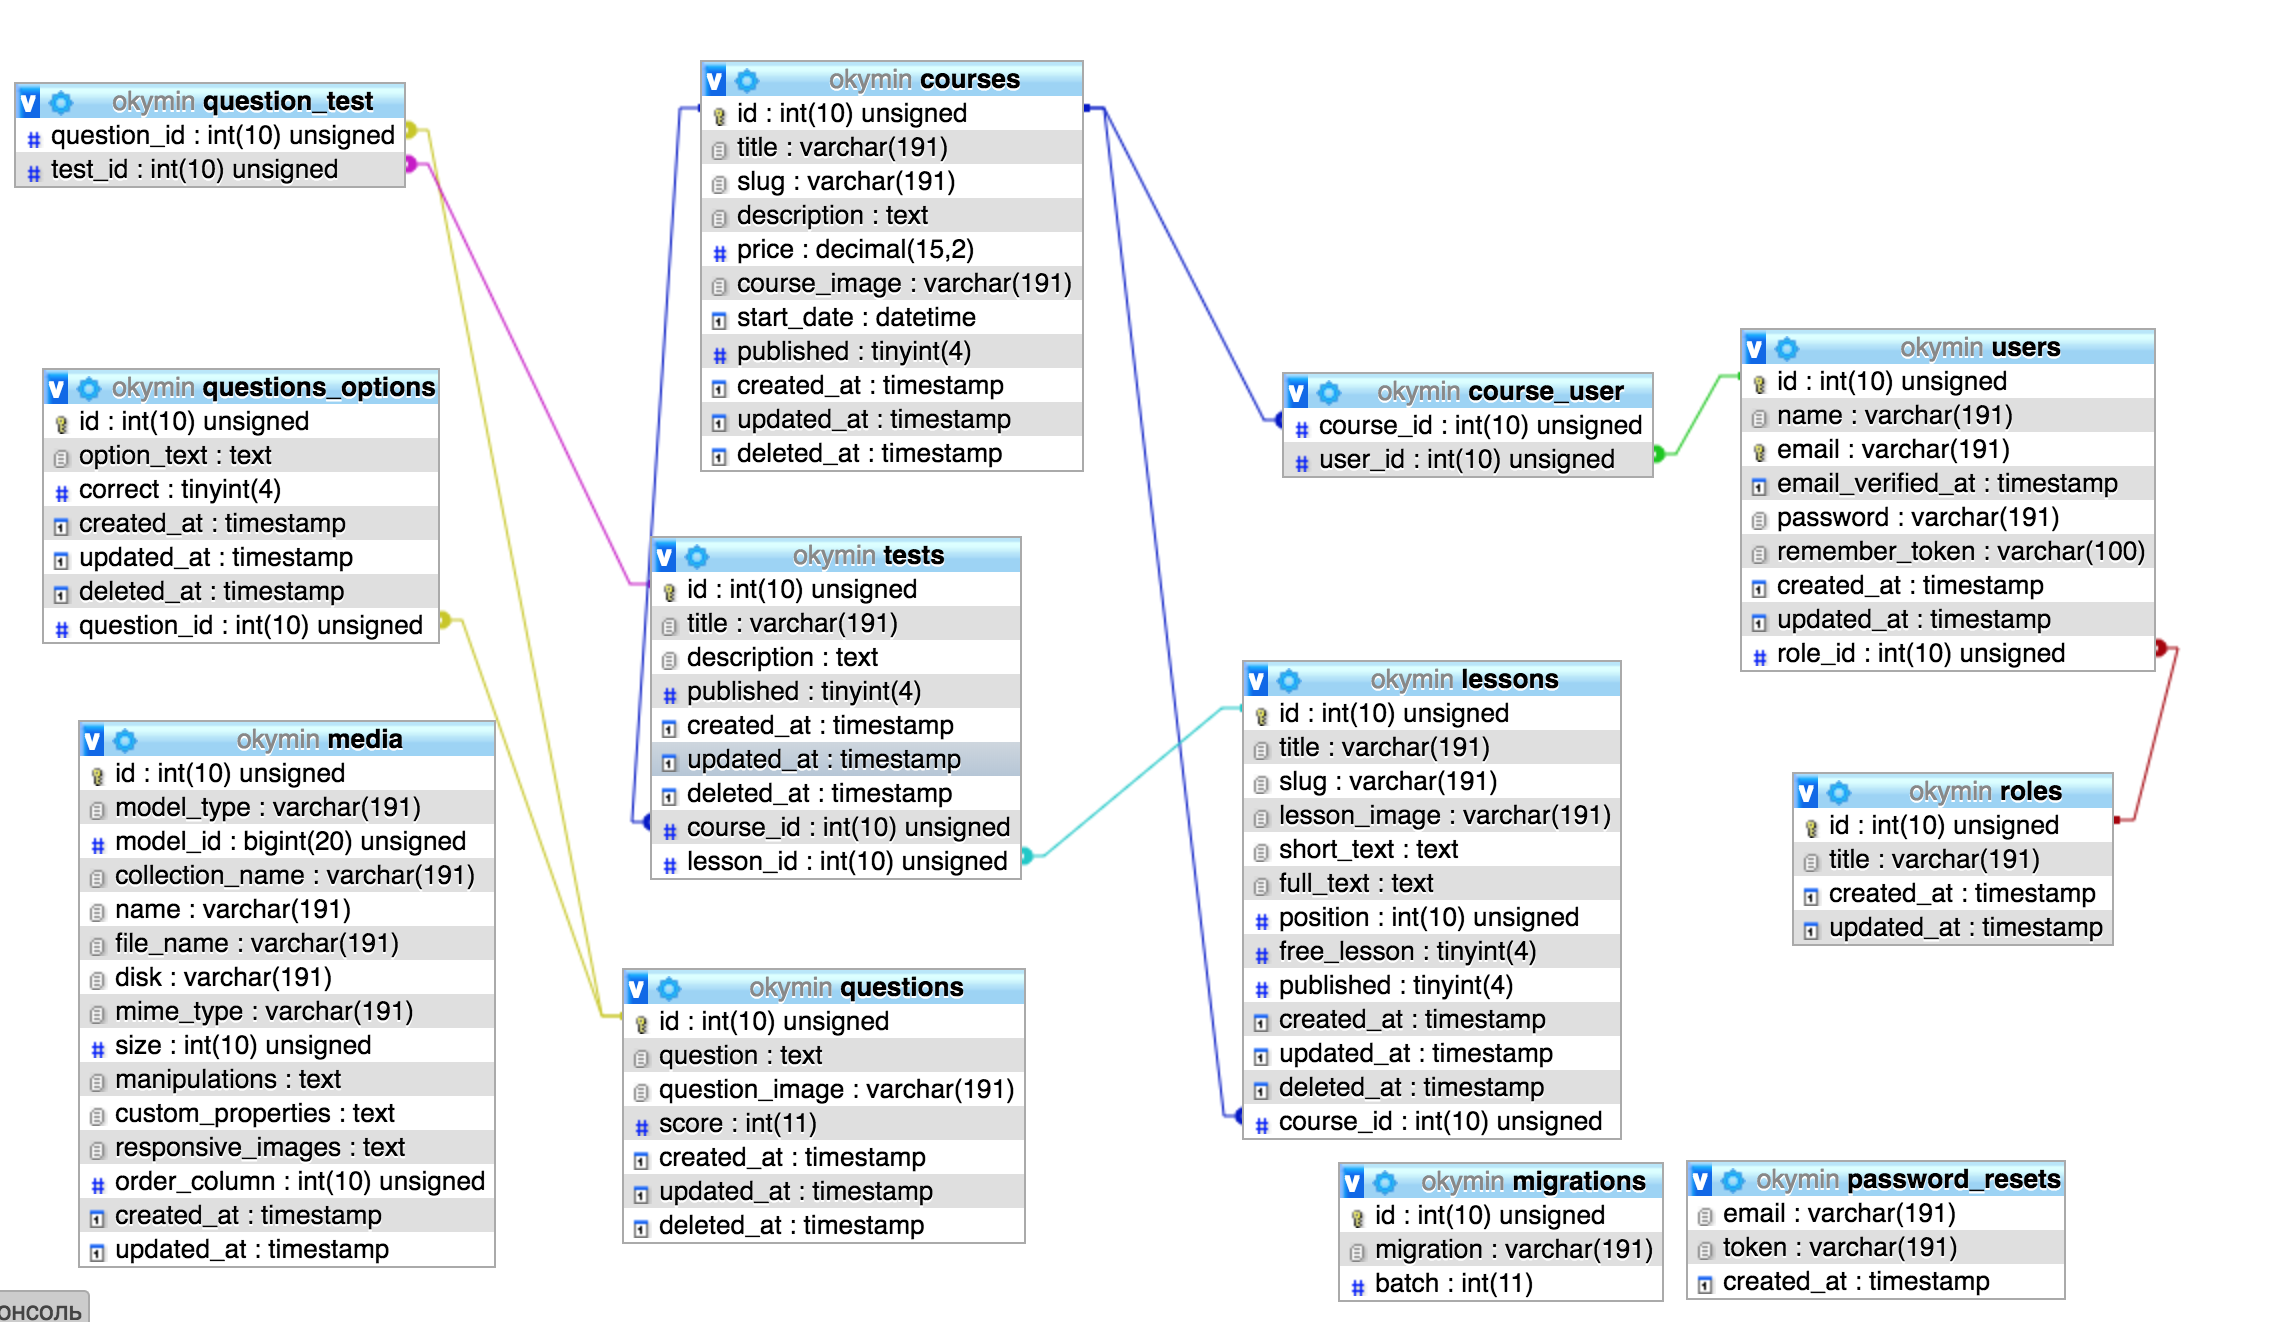 okymin question_test
question_id : int(10) unsigned
test_id : int(10) unsigned
okymin questions_options
id : int(10) unsigned
option_text : text
correct : tinyint(4)
created_at : timestamp
updated_at : timestamp
deleted_at : timestamp
question_id : int(10) unsigned
okymin media
id : int(10) unsigned
model_type : varchar(191)
model_id : bigint(20) unsigned
collection_name : varchar(191)
name : varchar(191)
file_name : varchar(191)
disk : varchar(191)
mime_type : varchar(191)
size : int(10) unsigned
manipulations : text
custom_properties : text
responsive_images : text
order_column : int(10) unsigned
created_at : timestamp
updated_at : timestamp
онсоль
okymin courses
id : int(10) unsigned
title : varchar(191)
slug : varchar(191)
description : text
price : decimal(15,2)
course_image : varchar(191)
start_date : datetime
published : tinyint(4)
created_at : timestamp
updated_at : timestamp
deleted_at : timestamp
okymin tests
id : int(10) unsigned
title : varchar(191)
description : text
published : tinyint(4)
created_at : timestamp
updated_at : timestamp
deleted_at : timestamp
course_id : int(10) unsigned
lesson_id : int(10) unsigned
okymin questions
id : int(10) unsigned
question : text
question_image : varchar(191)
score : int(11)
created_at : timestamp
updated_at : timestamp
deleted_at : timestamp
okymin course_user
course_id : int(10) unsigned
user_id : int(10) unsigned
okymin lessons
id : int(10) unsigned
title : varchar(191)
slug : varchar(191)
lesson_image : varchar(191)
short_text : text
full_text : text
position : int(10) unsigned
free_lesson : tinyint(4)
published : tinyint(4)
created_at : timestamp
updated_at : timestamp
deleted_at : timestamp
course_id : int(10) unsigned
okymin migrations
id : int(10) unsigned
migration : varchar(191)
batch : int(11)
okymin users
id : int(10) unsigned
name : varchar(191)
email : varchar(191)
email_verified_at : timestamp
password : varchar(191)
remember_token : varchar(100)
created_at : timestamp
updated_at : timestamp
role_id : int(10) unsigned
okymin roles
id : int(10) unsigned
title : varchar(191)
created_at : timestamp
updated_at : timestamp
okymin password_resets
email : varchar(191)
token : varchar(191)
created_at : timestamp